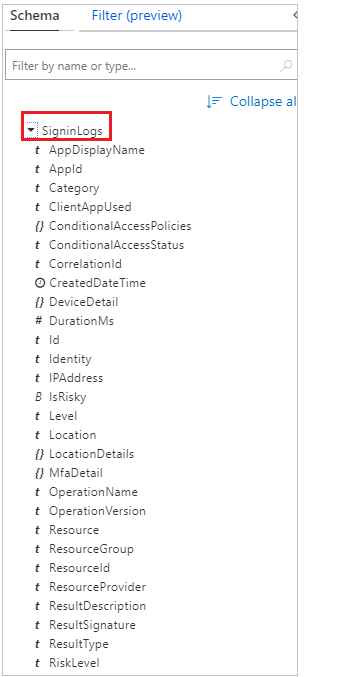 Schema Filter (preview)
Filter by name or type...
Collapse al
SigninLogs
t AppDisplayName
t AppId
t Category
t ClientAppUsed
{} ConditionalAccessPolicies
t ConditionalAccessStatus
t CorrelationId
CreatedDateTime
{} DeviceDetail
# DurationMs
t Id
t Identity
t IPAddress
B IsRisky
t Level
t Location
{} LocationDetails
{} MfaDetail
t OperationName
t OperationVersion
t Resource
t ResourceGroup
t ResourceId
t ResourceProvider
t ResultDescription
t ResultSignature
t ResultType
t RiskLevel